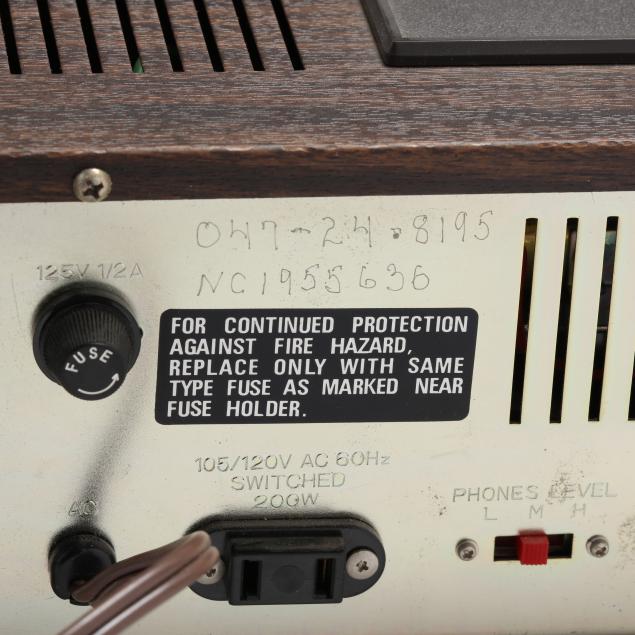 047-24-8195
NC1955636
125V 1/2A
FUSE
FOR CONTINUED PROTECTION
AGAINST FIRE HAZARD,
REPLACE ONLY WITH SAME
TYPE FUSE AS MARKED NEAR
FUSE HOLDER.
105/120V AC 60Hz
SWITCHED
200W
AC
PHONES LEVEL
L M H